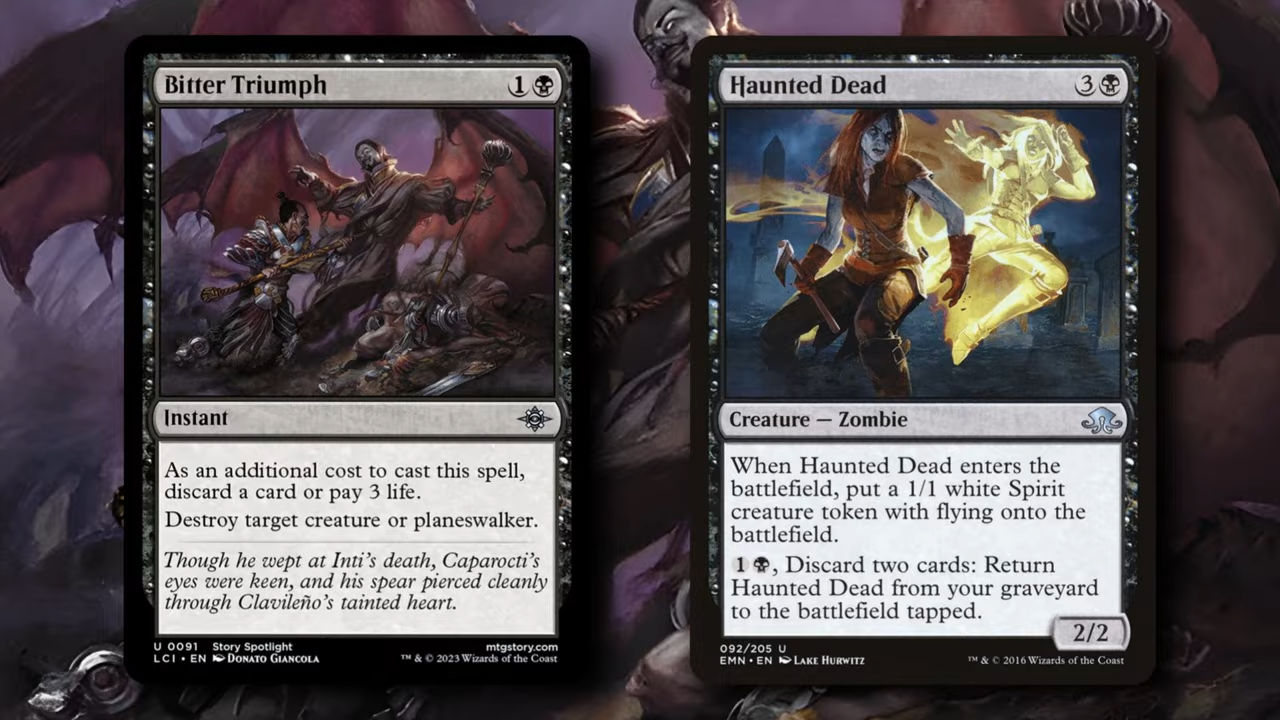 Bitter Triumph 1
Instant
As an additional cost to cast this spell,
discard a card or pay 3 life.
Destroy target creature or planeswalker.
Though he wept at Inti's death, Caparocti's
eyes were keen, and his spear pierced cleanly
through Clavileño's tainted heart.
U 0091 Story Spotlight mtgstory.com
LCI • EN Donato Giancola ™ & © 2023 Wizards of the Coast
Haunted Dead 3
Creature — Zombie
When Haunted Dead enters the
battlefield, put a 1/1 white Spirit
creature token with flying onto the
battlefield.
1, Discard two cards: Return
Haunted Dead from your graveyard
to the battlefield tapped.
2/2
092/205 U
EMN • EN Lake Hurwitz ™ & © 2016 Wizards of the Coast